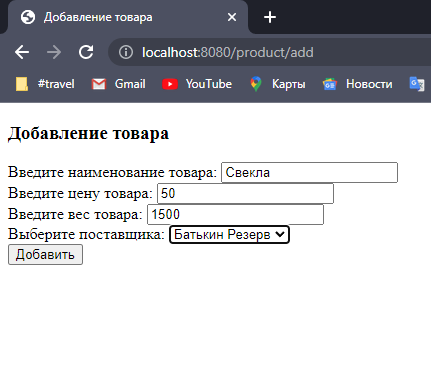 Добавление товара
localhost:8080/product/add
#travel Gmail YouTube Карты Новости
Добавление товара
Введите наименование товара: Свекла
Введите цену товара: 50
Введите вес товара: 1500
Выберите поставщика: Батькин Резерв
Добавить